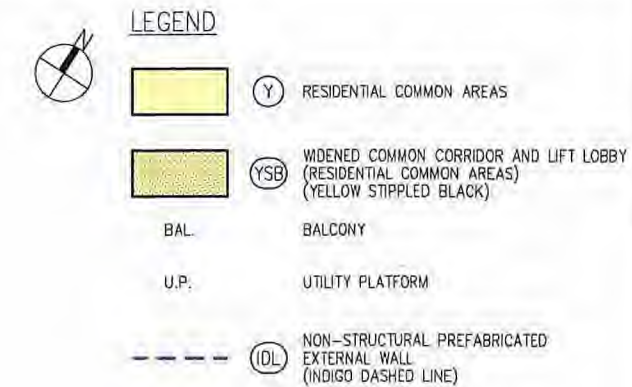 LEGEND
N
Y RESIDENTIAL COMMON AREAS
YSB WIDENED COMMON CORRIDOR AND LIFT LOBBY
(RESIDENTIAL COMMON AREAS)
(YELLOW STIPPLED BLACK)
BAL. BALCONY
U.P. UTILITY PLATFORM
NON-STRUCTURAL PREFABRICATED
IDL EXTERNAL WALL
(INDIGO DASHED LINE)